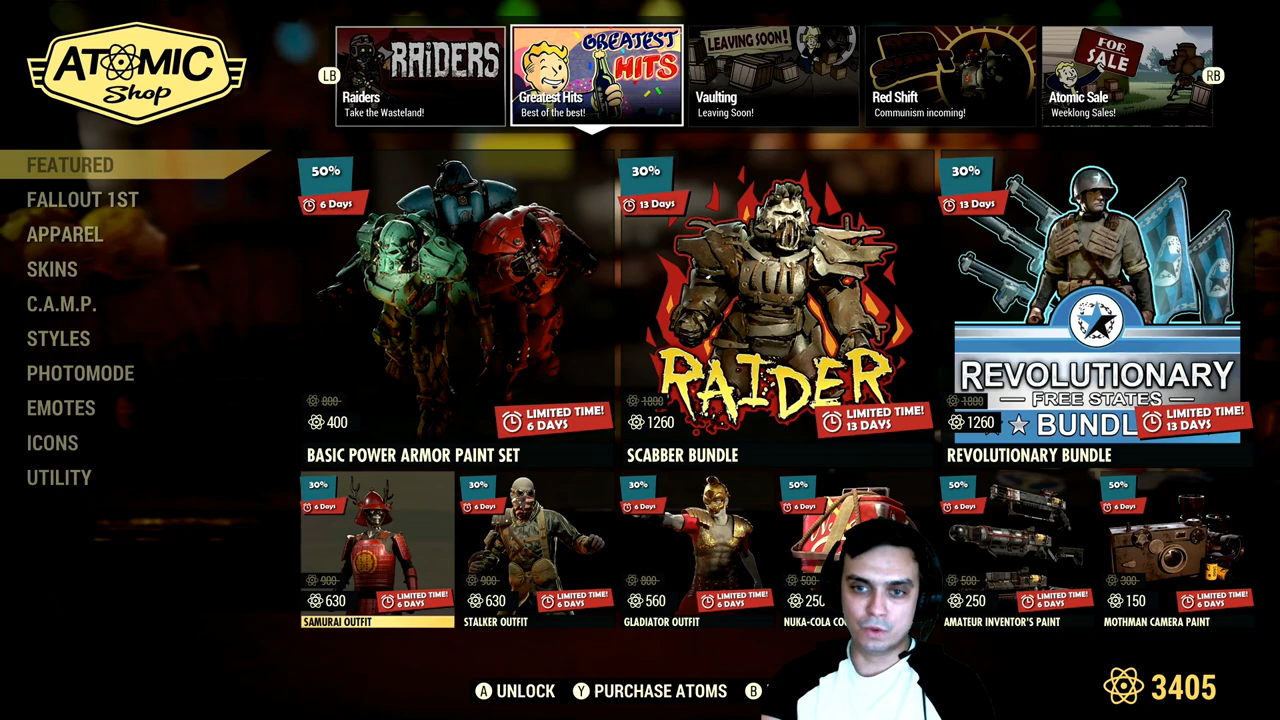 ATOMIC
Shop
LB
RAIDERS
Raiders
Take the Wasteland!
GREATEST
HITS
Greatest Hits
Best of the best!
LEAVING SOON!
Vaulting
Leaving Soon!
Red Shift
Communism incoming!
FOR
SALE
Atomic Sale
Weeklong Sales!
RB
FEATURED
FALLOUT 1ST
APPAREL
SKINS
C.A.M.P.
STYLES
PHOTOMODE
EMOTES
ICONS
UTILITY
50%
6 Days
800
400
LIMITED TIME!
6 DAYS
BASIC POWER ARMOR PAINT SET
30%
13 Days
RAIDER
1800
1260
LIMITED TIME!
13 DAYS
SCABBER BUNDLE
30%
13 Days
REVOLUTIONARY
FREE STATES
BUNDL
1800
1260
LIMITED TIME!
13 DAYS
REVOLUTIONARY BUNDLE
30%
6 Days
900
630
LIMITED TIME!
6 DAYS
SAMURAI OUTFIT
30%
6 Days
900
630
LIMITED TIME!
6 DAYS
STALKER OUTFIT
30%
6 Days
800
560
LIMITED TIME!
6 DAYS
GLADIATOR OUTFIT
50%
6 Days
500
250
NUKA-COLA CO
50%
6 Days
500
250
LIMITED TIME!
6 DAYS
AMATEUR INVENTOR'S PAINT
50%
6 Days
300
150
LIMITED TIME!
6 DAYS
MOTHMAN CAMERA PAINT
A UNLOCK
Y PURCHASE ATOMS
B
3405